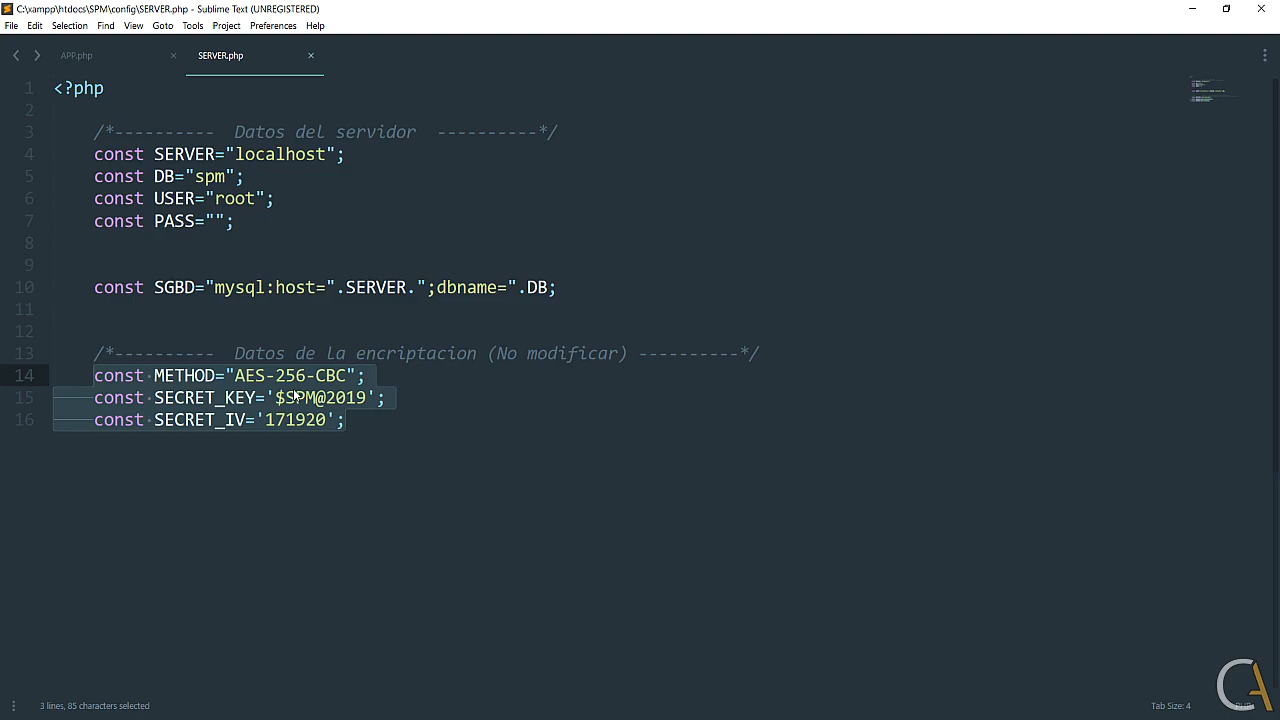 C:\xampp\htdocs\SPM\config\SERVER.php - Sublime Text (UNREGISTERED)
File Edit Selection Find View Goto Tools Project Preferences Help
APP.php × SERVER.php ×
1 <?php
2
3 /*---------- Datos del servidor ----------*/
4 const SERVER="localhost";
5 const DB="spm";
6 const USER="root";
7 const PASS="";
8
9
10 const SGBD="mysql:host=".SERVER.";dbname=".DB;
11
12
13 /*---------- Datos de la encriptacion (No modificar) ----------*/
14 const METHOD="AES-256-CBC";
15 const SECRET_KEY='$SPM@2019';
16 const SECRET_IV='171920';
3 lines, 85 characters selected
Tab Size: 4
PHP
CA